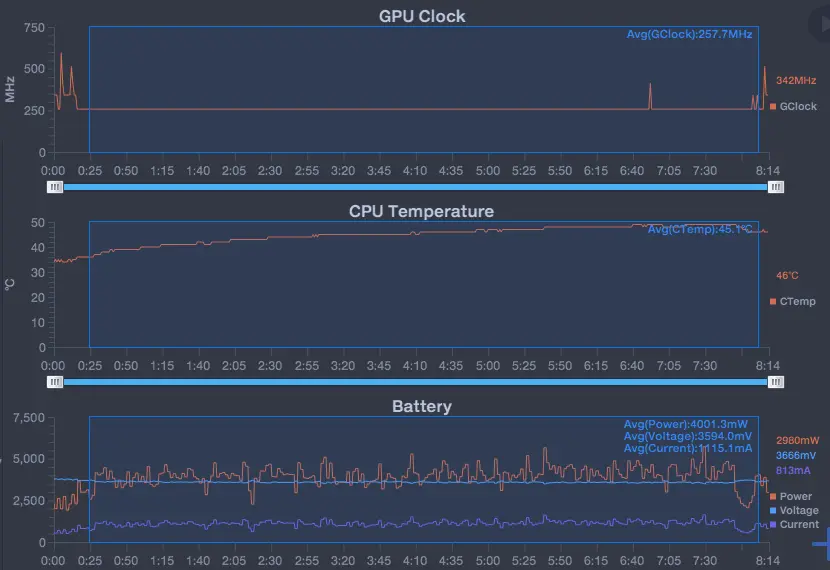 GPU Clock
750
500
250
0
MHz
Avg(GClock):257.7MHz
342MHz
GClock
0:00 0:25 0:50 1:15 1:40 2:05 2:30 2:55 3:20 3:45 4:10 4:35 5:00 5:25 5:50 6:15 6:40 7:05 7:30 8:14
CPU Temperature
50
40
30
20
10
0
°C
Avg(CTemp):45.1°C
46°C
CTemp
0:00 0:25 0:50 1:15 1:40 2:05 2:30 2:55 3:20 3:45 4:10 4:35 5:00 5:25 5:50 6:15 6:40 7:05 7:30 8:14
Battery
7,500
5,000
2,500
0
Avg(Power):4001.3mW
Avg(Voltage):3594.0mV
Avg(Current):1115.1mA
2980mW
3666mV
813mA
Power
Voltage
Current
0:00 0:25 0:50 1:15 1:40 2:05 2:30 2:55 3:20 3:45 4:10 4:35 5:00 5:25 5:50 6:15 6:40 7:05 7:30 8:14